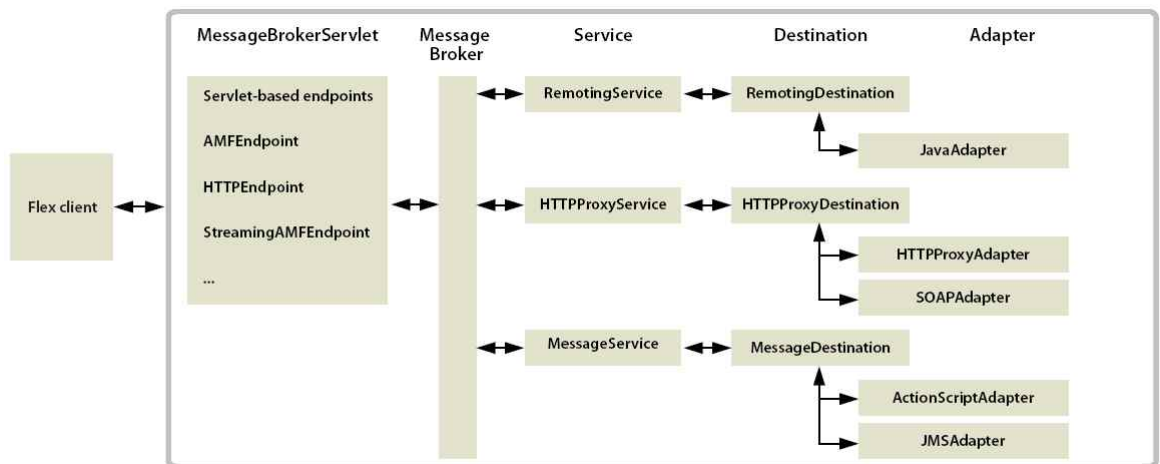 MessageBrokerServlet
Message
Broker
Service
Destination
Adapter
Flex client
Servlet-based endpoints
AMFEndpoint
HTTPEndpoint
StreamingAMFEndpoint
...
RemotingService
RemotingDestination
JavaAdapter
HTTPProxyService
HTTPProxyDestination
HTTPProxyAdapter
SOAPAdapter
MessageService
MessageDestination
ActionScriptAdapter
JMSAdapter